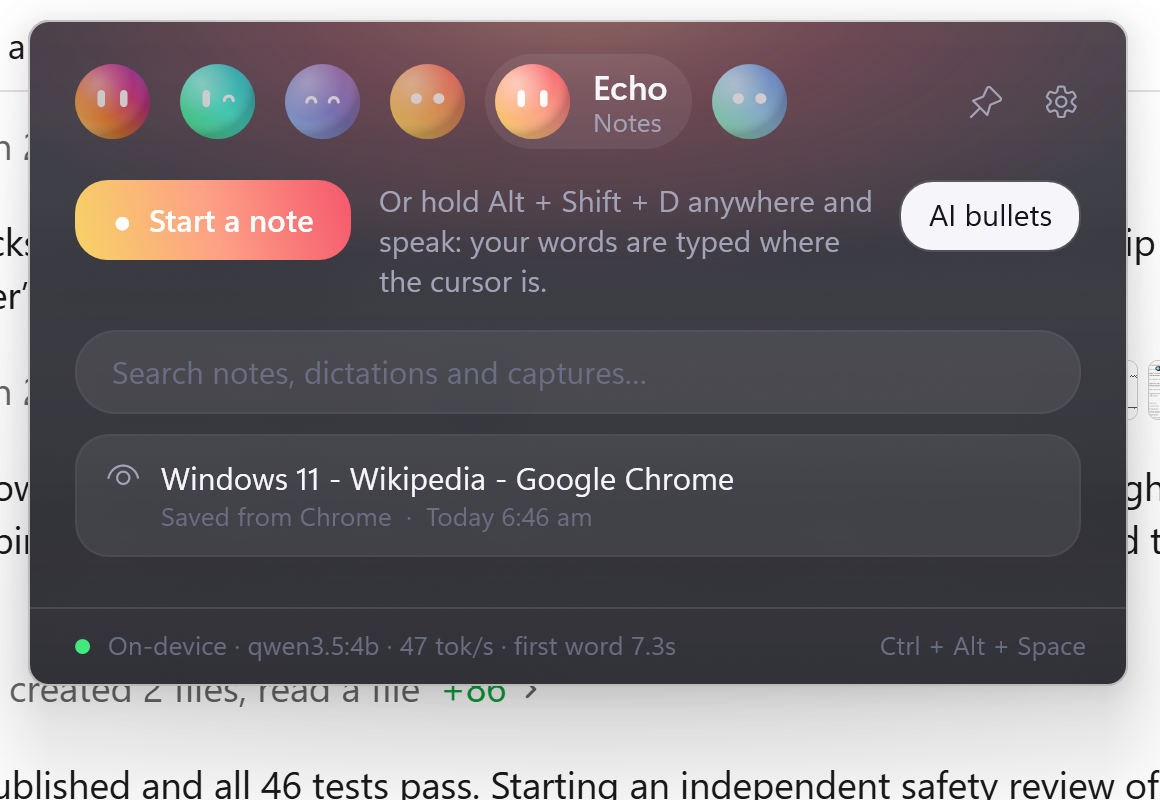 a
Echo
Notes
Start a note
Or hold Alt + Shift + D anywhere and
speak: your words are typed where
the cursor is.
AI bullets
Search notes, dictations and captures...
Windows 11 - Wikipedia - Google Chrome
Saved from Chrome · Today 6:46 am
On-device · qwen3.5:4b · 47 tok/s · first word 7.3s
Ctrl + Alt + Space
created 2 files, read a file +86 >
and all 46 tests pass. Starting an independent safety review of